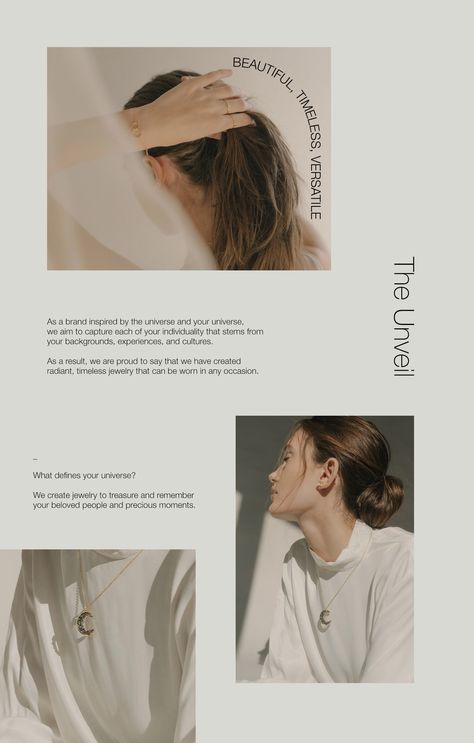 BEAUTIFUL, TIMELESS, VERSATILE
The Unveil
As a brand inspired by the universe and your universe,
we aim to capture each of your individuality that stems from
your backgrounds, experiences, and cultures.
As a result, we are proud to say that we have created
radiant, timeless jewelry that can be worn in any occasion.
–
What defines your universe?
We create jewelry to treasure and remember
your beloved people and precious moments.